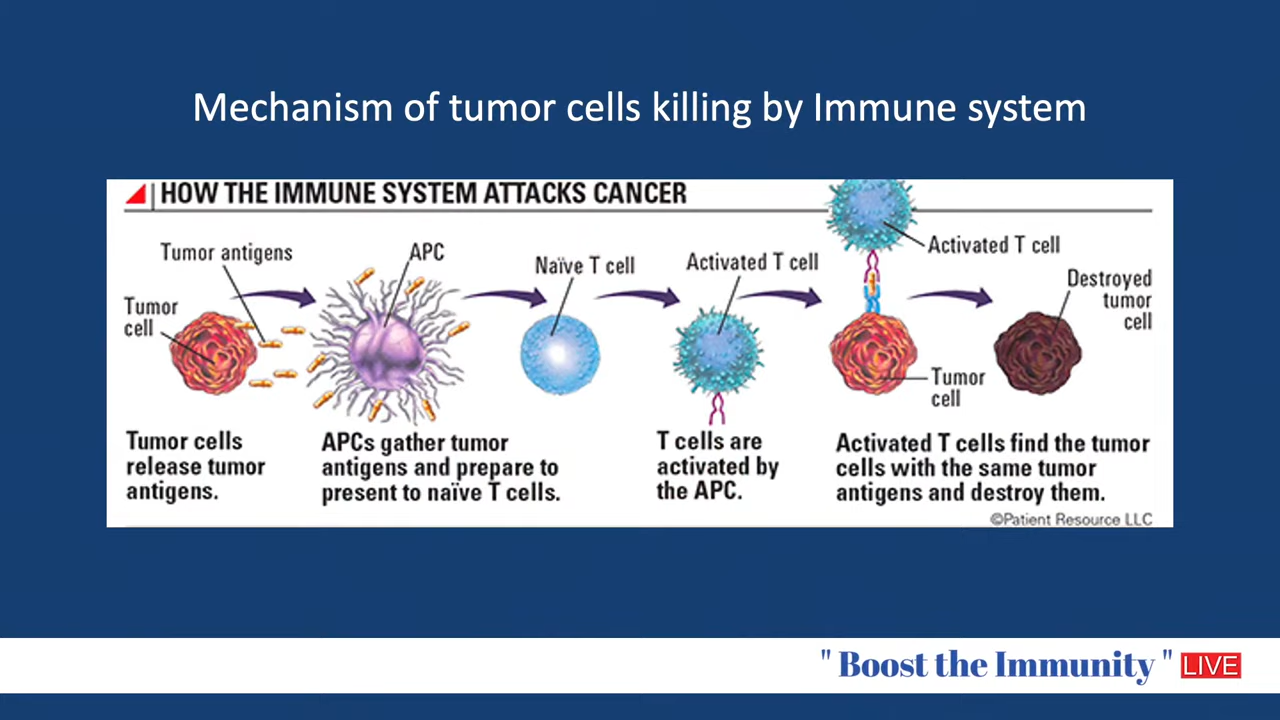 Mechanism of tumor cells killing by Immune system
HOW THE IMMUNE SYSTEM ATTACKS CANCER
Tumor antigens
Tumor
cell
APC
Naïve T cell
Activated T cell
Activated T cell
Tumor
cell
Destroyed
tumor
cell
Tumor cells
release tumor
antigens.
APCs gather tumor
antigens and prepare to
present to naïve T cells.
T cells are
activated by
the APC.
Activated T cells find the tumor
cells with the same tumor
antigens and destroy them.
©Patient Resource LLC
" Boost the Immunity " LIVE